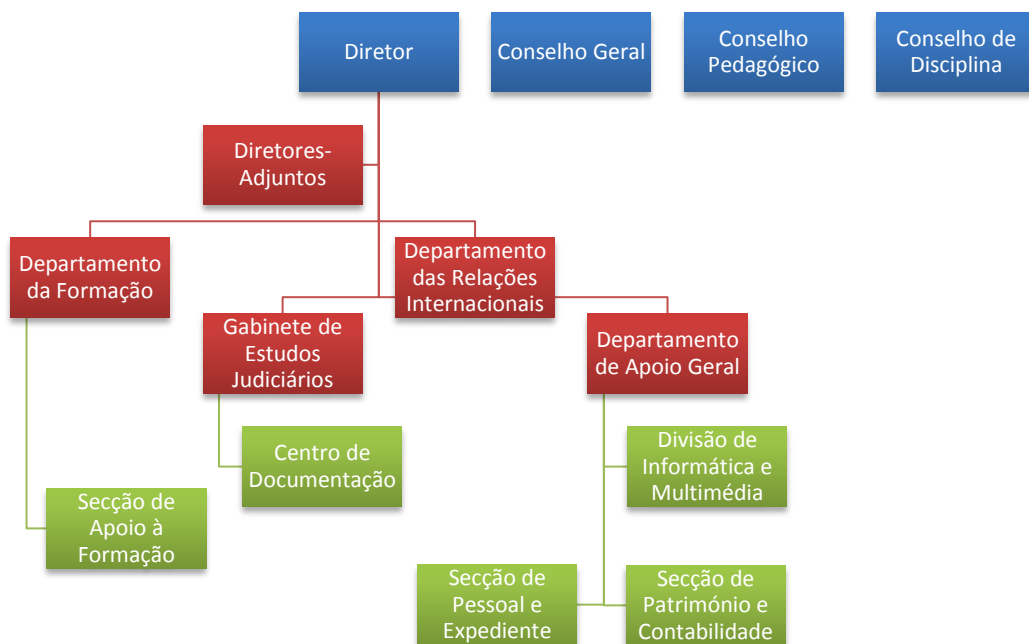 Diretor
Conselho Geral
Conselho
Pedagógico
Conselho de
Disciplina
Diretores-
Adjuntos
Departamento
da Formação
Departamento
das Relações
Internacionais
Gabinete de
Estudos
Judiciários
Departamento
de Apoio Geral
Centro de
Documentação
Divisão de
Informática e
Multimédia
Secção de
Apoio à
Formação
Secção de
Pessoal e
Expediente
Secção de
Património e
Contabilidade